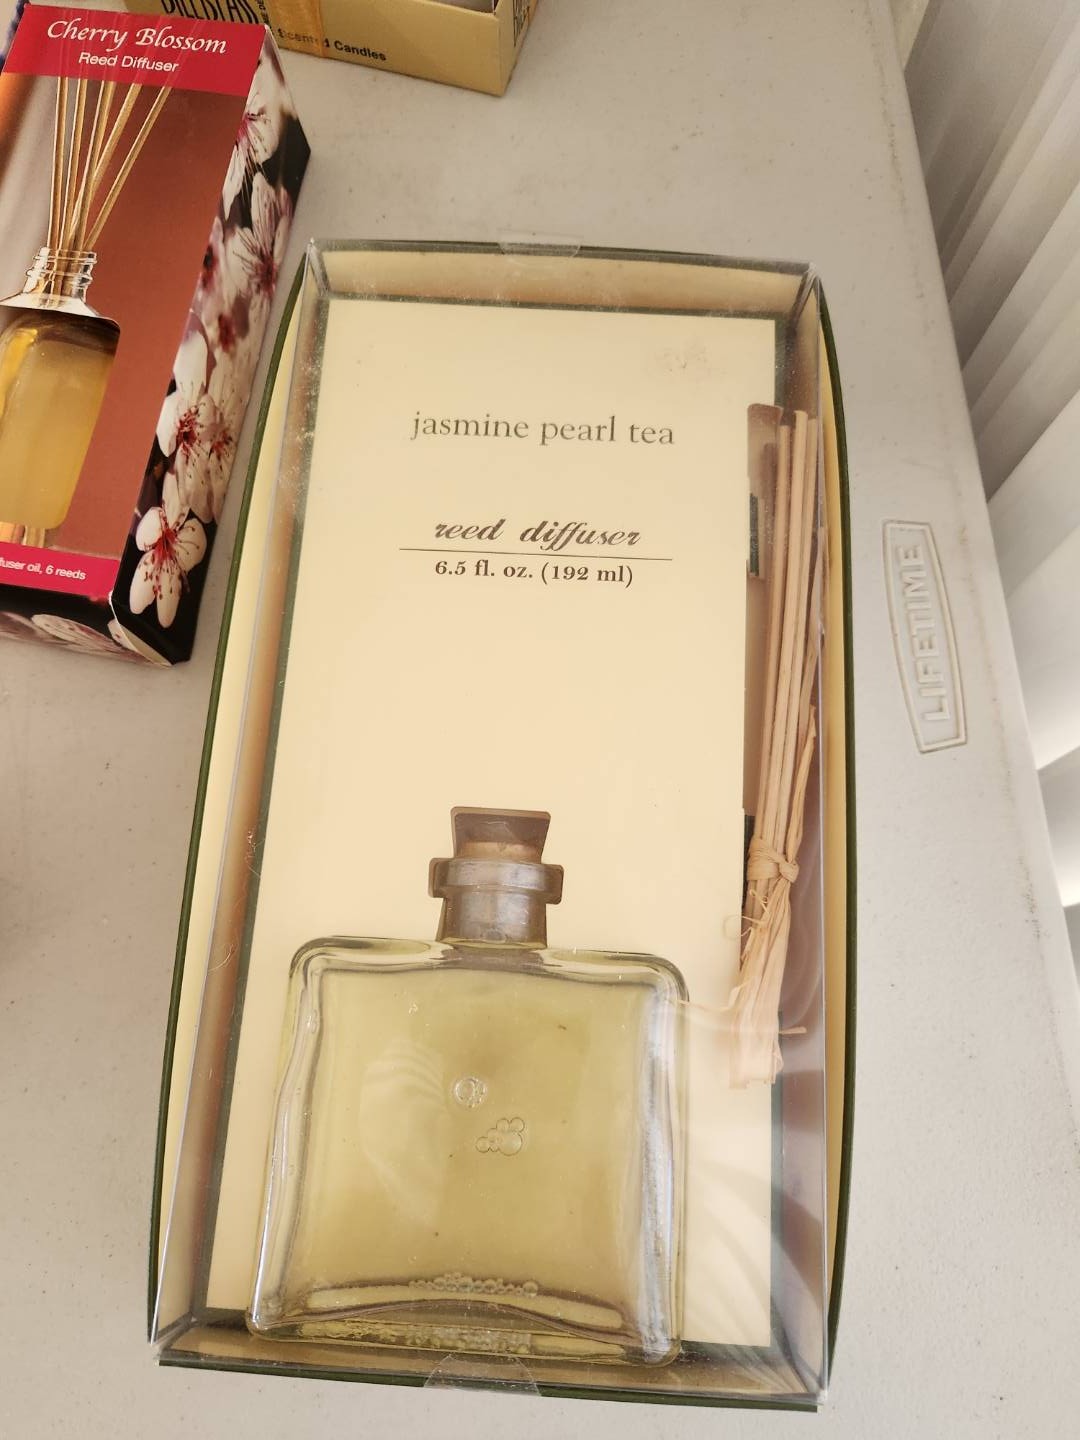 Cherry Blossom
Reed Diffuser
Scented Candles
jasmine pearl tea
reed diffuser
6.5 fl. oz. (192 ml)
oil, 6 reeds
LIFETIME